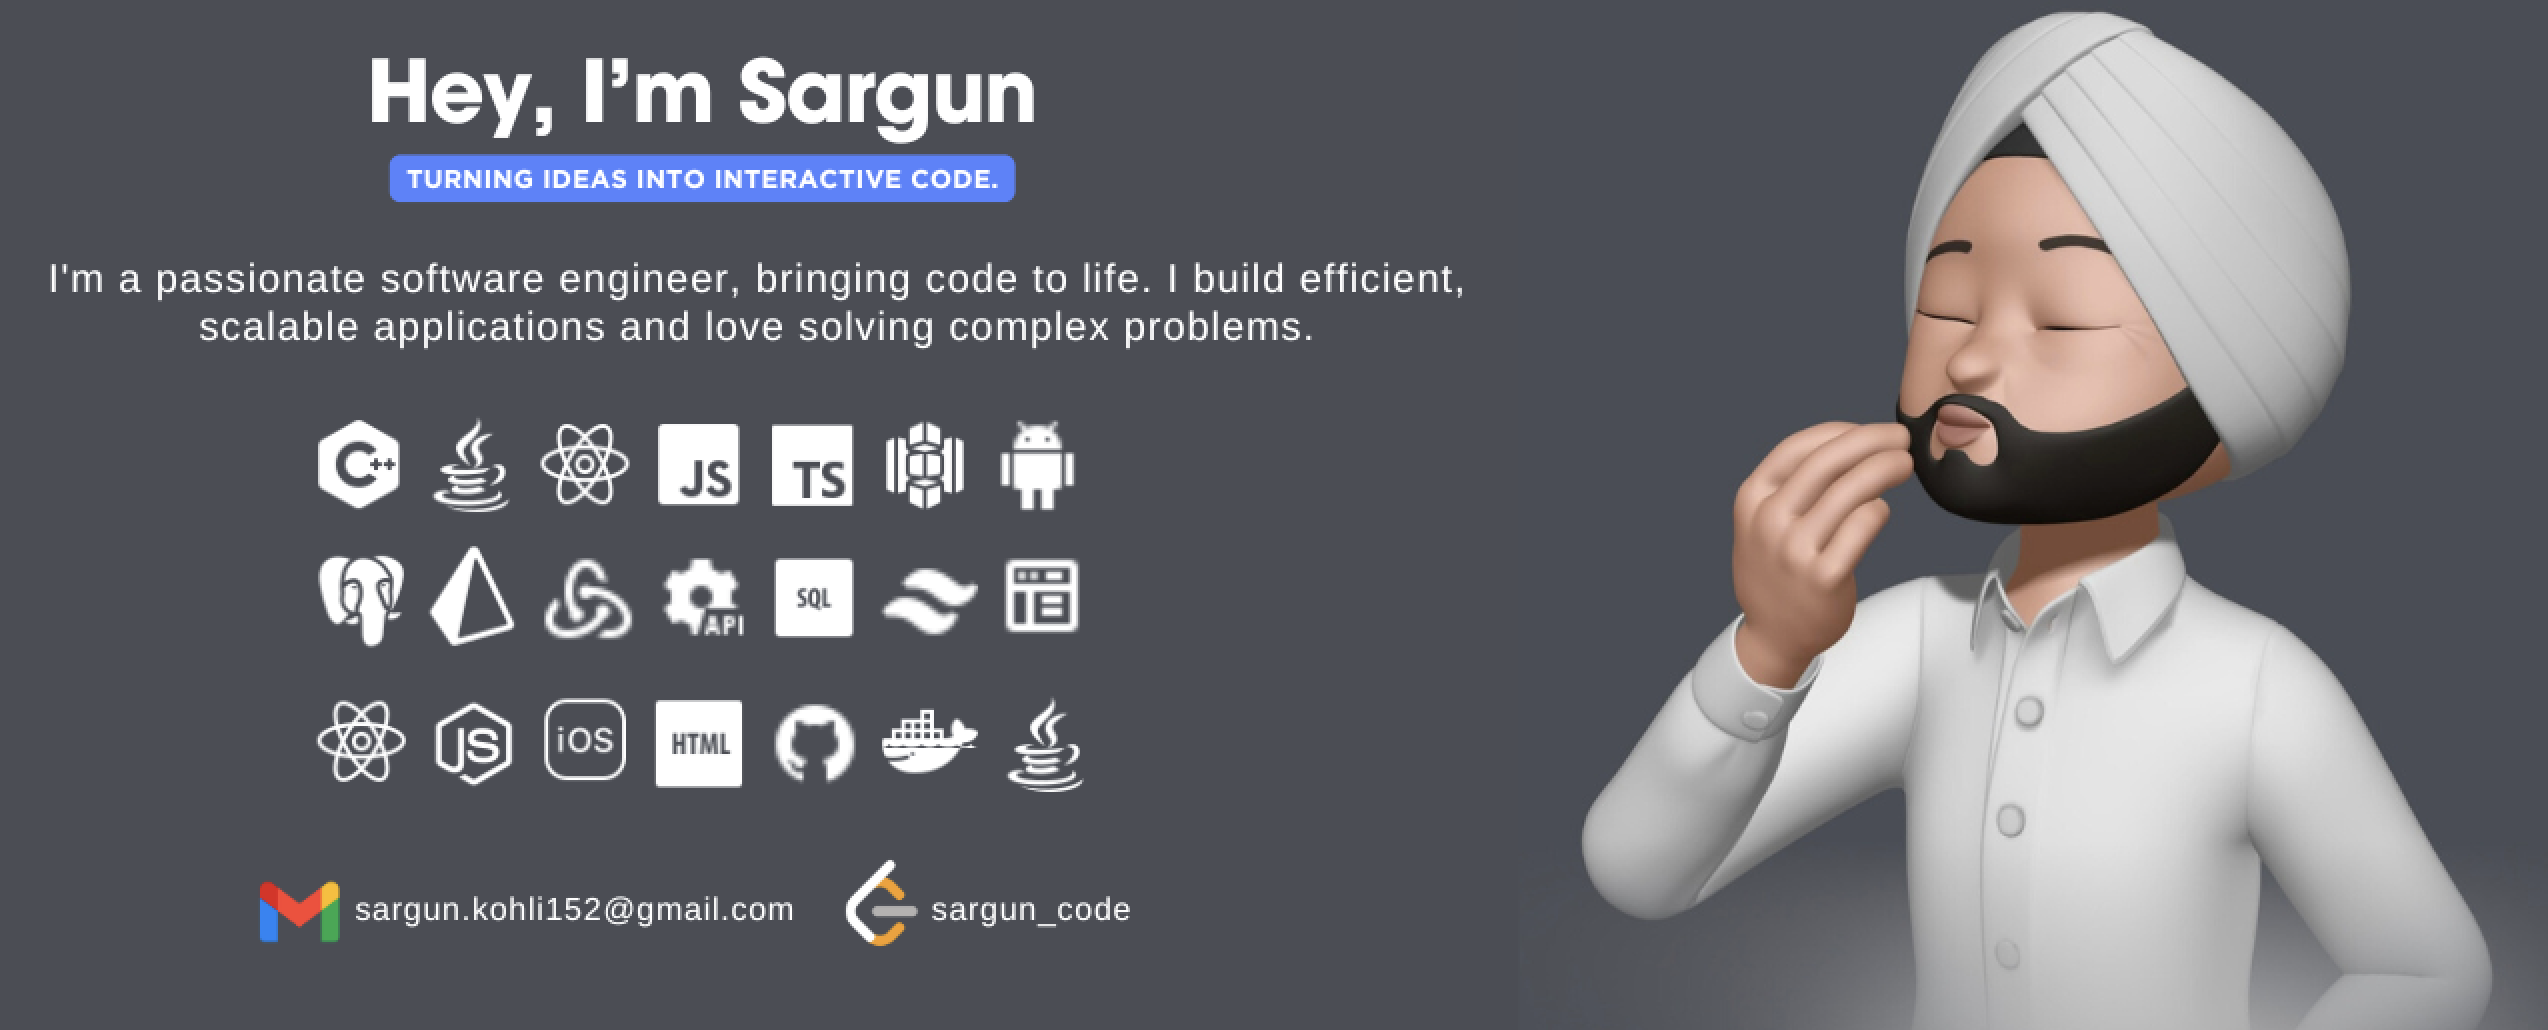 Hey, I’m Sargun
TURNING IDEAS INTO INTERACTIVE CODE.
I'm a passionate software engineer, bringing code to life. I build efficient,
scalable applications and love solving complex problems.
C++ JS TS
API SQL
JS iOS HTML
sargun.kohli152@gmail.com sargun_code